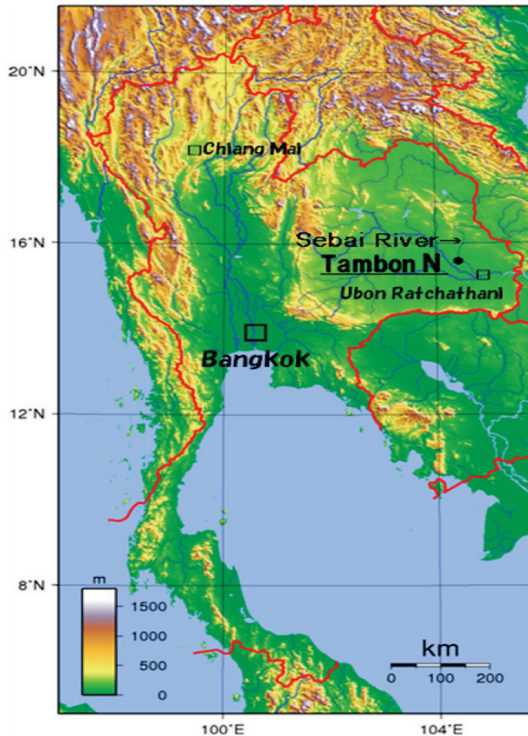 20°N
Chiang Mai
16°N
Sebai River→
Tambon N
Ubon Ratchathani
Bangkok
12°N
8°N
m
1500
1000
500
0
km
0 100 200
100°E
104°E